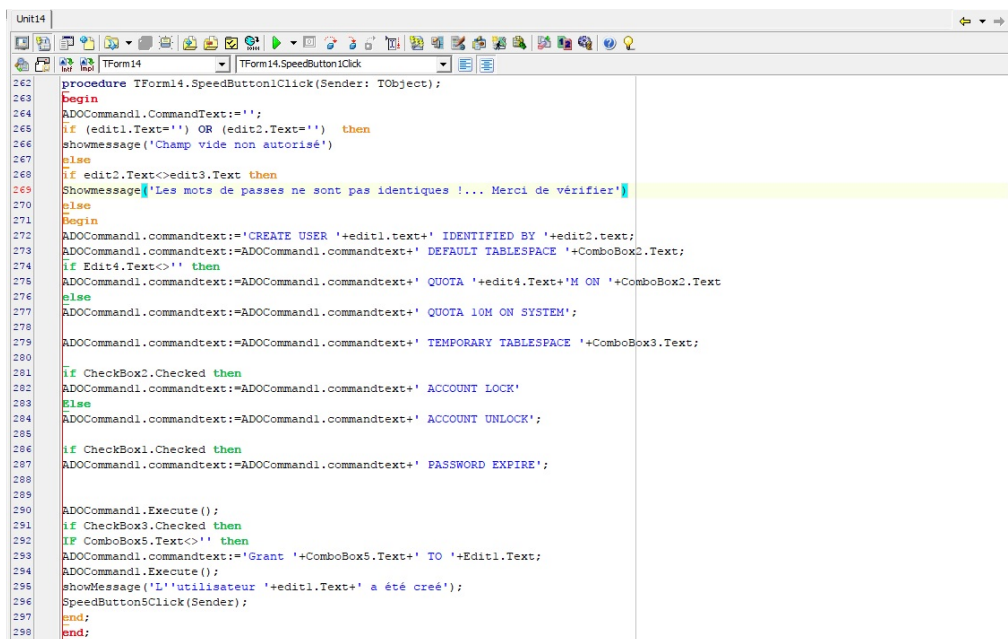 Unit14
TForm14 TForm14.SpeedButton1Click
262 procedure TForm14.SpeedButton1Click(Sender: TObject);
263 begin
264 ADOCommand1.CommandText:='';
265 if (edit1.Text='') OR (edit2.Text='') then
266 showmessage('Champ vide non autorisé')
267 else
268 if edit2.Text<>edit3.Text then
269 Showmessage('Les mots de passes ne sont pas identiques !... Merci de vérifier')
270 else
271 Begin
272 ADOCommand1.commandtext:='CREATE USER '+edit1.text+' IDENTIFIED BY '+edit2.text;
273 ADOCommand1.commandtext:=ADOCommand1.commandtext+' DEFAULT TABLESPACE '+ComboBox2.Text;
274 if Edit4.Text<>'' then
275 ADOCommand1.commandtext:=ADOCommand1.commandtext+' QUOTA '+edit4.Text+'M ON '+ComboBox2.Text
276 else
277 ADOCommand1.commandtext:=ADOCommand1.commandtext+' QUOTA 10M ON SYSTEM';
278
279 ADOCommand1.commandtext:=ADOCommand1.commandtext+' TEMPORARY TABLESPACE '+ComboBox3.Text;
280
281 if CheckBox2.Checked then
282 ADOCommand1.commandtext:=ADOCommand1.commandtext+' ACCOUNT LOCK'
283 Else
284 ADOCommand1.commandtext:=ADOCommand1.commandtext+' ACCOUNT UNLOCK';
285
286 if CheckBox1.Checked then
287 ADOCommand1.commandtext:=ADOCommand1.commandtext+' PASSWORD EXPIRE';
288
289
290 ADOCommand1.Execute();
291 if CheckBox3.Checked then
292 IF ComboBox5.Text<>'' then
293 ADOCommand1.commandtext:='Grant '+ComboBox5.Text+' TO '+Edit1.Text;
294 ADOCommand1.Execute();
295 showMessage('L''utilisateur '+edit1.Text+' a été creé');
296 SpeedButton5Click(Sender);
297 end;
298 end;